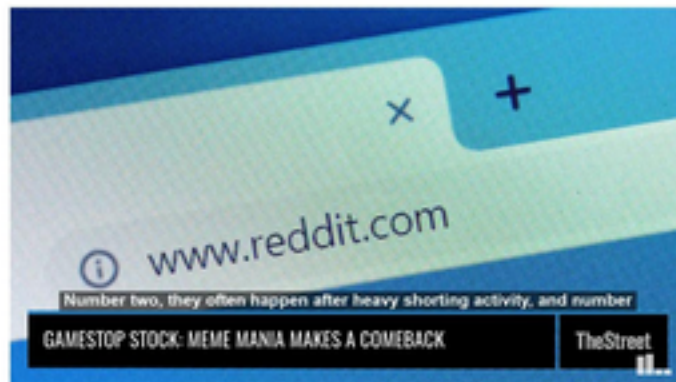 www.reddit.com
Number two, they often happen after heavy shorting activity, and number
GAMESTOP STOCK: MEME MANIA MAKES A COMEBACK
TheStreet